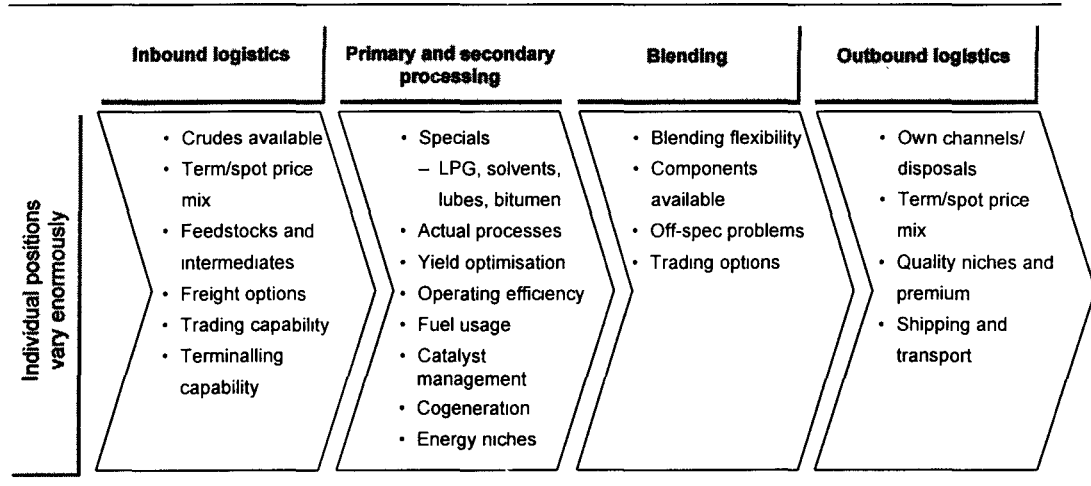 Inbound logistics
Primary and secondary
processing
Blending
Outbound logistics
Individual positions
vary enormously
• Crudes available
• Term/spot price
mix
• Feedstocks and
intermediates
• Freight options
• Trading capability
• Terminalling
capability
• Specials
– LPG, solvents,
lubes, bitumen
• Actual processes
• Yield optimisation
• Operating efficiency
• Fuel usage
• Catalyst
management
• Cogeneration
• Energy niches
• Blending flexibility
• Components
available
• Off-spec problems
• Trading options
• Own channels/
disposals
• Term/spot price
mix
• Quality niches and
premium
• Shipping and
transport